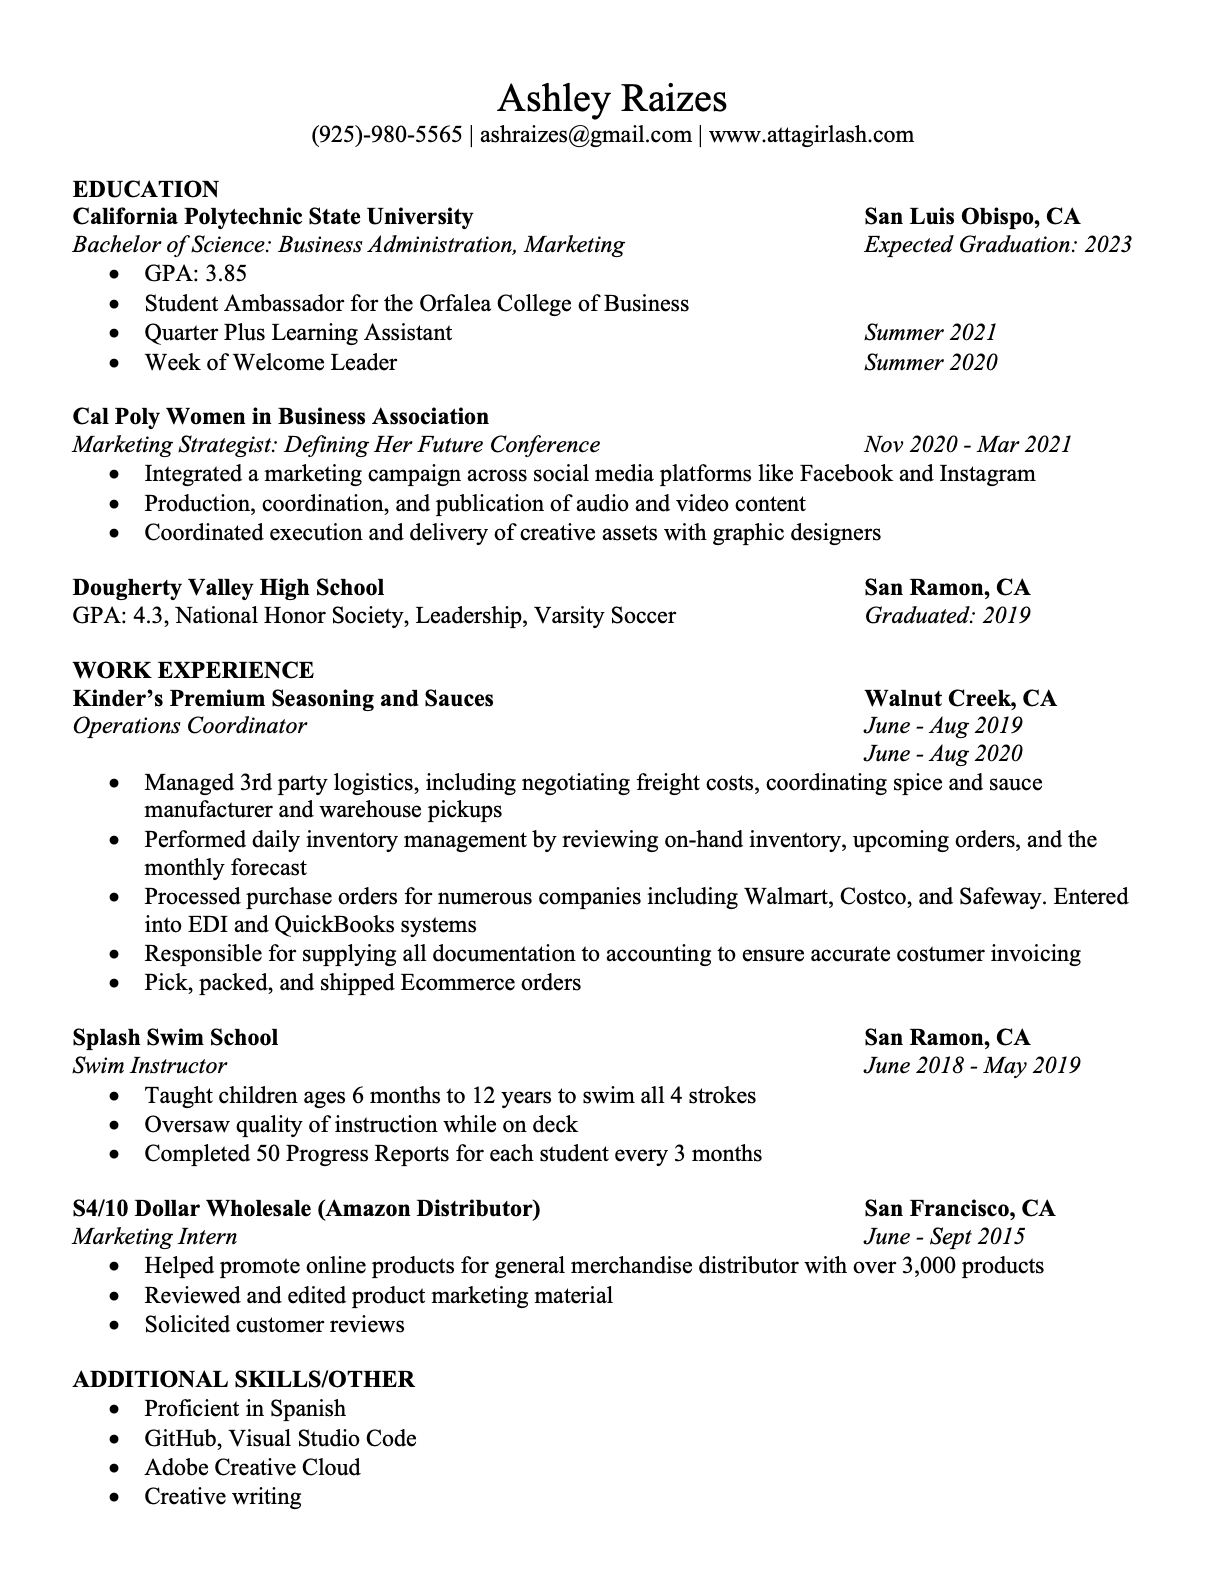 Ashley Raizes
(925)-980-5565 | ashraizes@gmail.com | www.attagirlash.com
EDUCATION
California Polytechnic State University San Luis Obispo, CA
Bachelor of Science: Business Administration, Marketing Expected Graduation: 2023
• GPA: 3.85
• Student Ambassador for the Orfalea College of Business
• Quarter Plus Learning Assistant Summer 2021
• Week of Welcome Leader Summer 2020
Cal Poly Women in Business Association
Marketing Strategist: Defining Her Future Conference Nov 2020 - Mar 2021
• Integrated a marketing campaign across social media platforms like Facebook and Instagram
• Production, coordination, and publication of audio and video content
• Coordinated execution and delivery of creative assets with graphic designers
Dougherty Valley High School San Ramon, CA
GPA: 4.3, National Honor Society, Leadership, Varsity Soccer Graduated: 2019
WORK EXPERIENCE
Kinder’s Premium Seasoning and Sauces Walnut Creek, CA
Operations Coordinator June - Aug 2019
June - Aug 2020
• Managed 3rd party logistics, including negotiating freight costs, coordinating spice and sauce
manufacturer and warehouse pickups
• Performed daily inventory management by reviewing on-hand inventory, upcoming orders, and the
monthly forecast
• Processed purchase orders for numerous companies including Walmart, Costco, and Safeway. Entered
into EDI and QuickBooks systems
• Responsible for supplying all documentation to accounting to ensure accurate costumer invoicing
• Pick, packed, and shipped Ecommerce orders
Splash Swim School San Ramon, CA
Swim Instructor June 2018 - May 2019
• Taught children ages 6 months to 12 years to swim all 4 strokes
• Oversaw quality of instruction while on deck
• Completed 50 Progress Reports for each student every 3 months
S4/10 Dollar Wholesale (Amazon Distributor) San Francisco, CA
Marketing Intern June - Sept 2015
• Helped promote online products for general merchandise distributor with over 3,000 products
• Reviewed and edited product marketing material
• Solicited customer reviews
ADDITIONAL SKILLS/OTHER
• Proficient in Spanish
• GitHub, Visual Studio Code
• Adobe Creative Cloud
• Creative writing